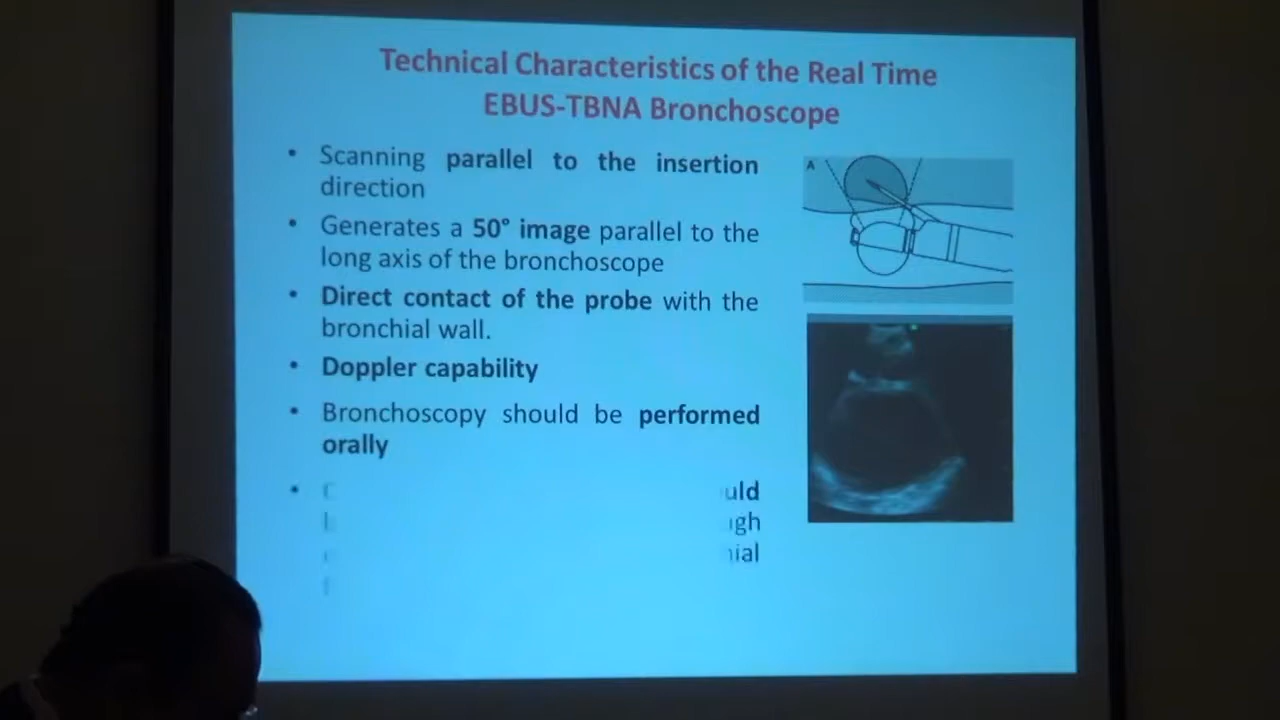 Technical Characteristics of the Real Time
EBUS-TBNA Bronchoscope
• Scanning parallel to the insertion
direction
• Generates a 50° image parallel to the
long axis of the bronchoscope
• Direct contact of the probe with the
bronchial wall.
• Doppler capability
• Bronchoscopy should be performed
orally
A